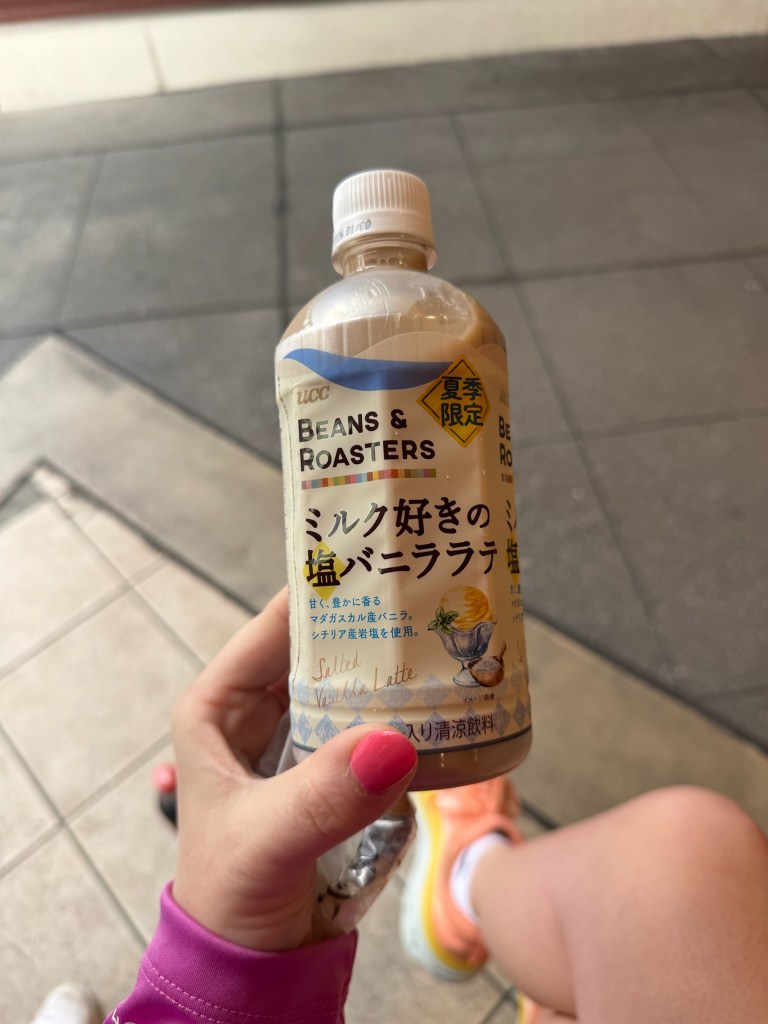 ucc
夏季
限定
BEANS &
ROASTERS
ミルク好きの
塩バニララテ
甘く、豊かに香る
マダガスカル産バニラ。
シチリア産岩塩を使用。
Salted
Vanilla Latte
イメージ画像
入り清涼飲料